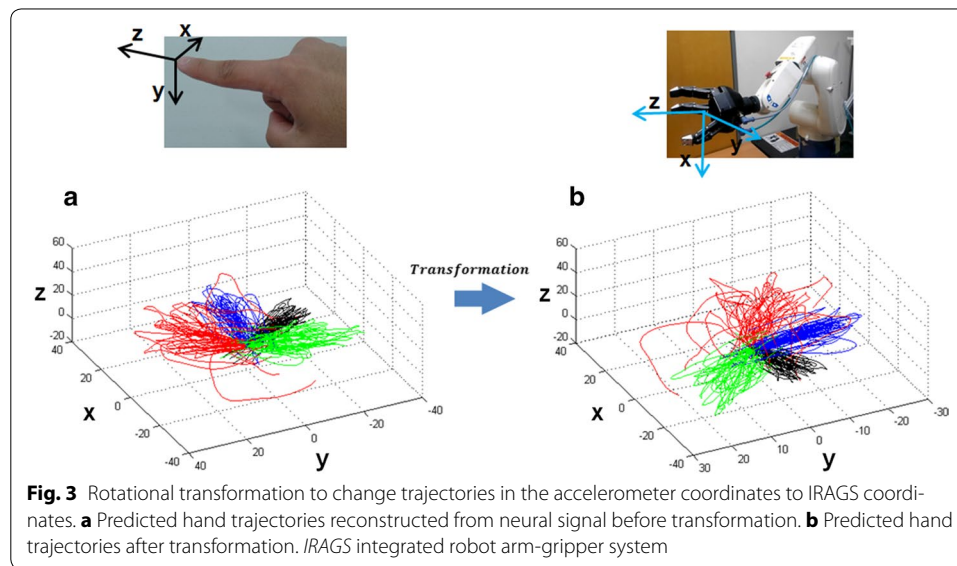 z
x
y
z
y
x
a
b
60
40
20
0
-20
Z
40
20
0
-20
-40
x
40
20
0
-20
-40
y
Transformation
60
40
20
0
-20
Z
40
20
0
-20
-40
x
30
20
10
0
-10
-20
-30
y
Fig. 3 Rotational transformation to change trajectories in the accelerometer coordinates to IRAGS coordi-
nates. a Predicted hand trajectories reconstructed from neural signal before transformation. b Predicted hand
trajectories after transformation. IRAGS integrated robot arm-gripper system